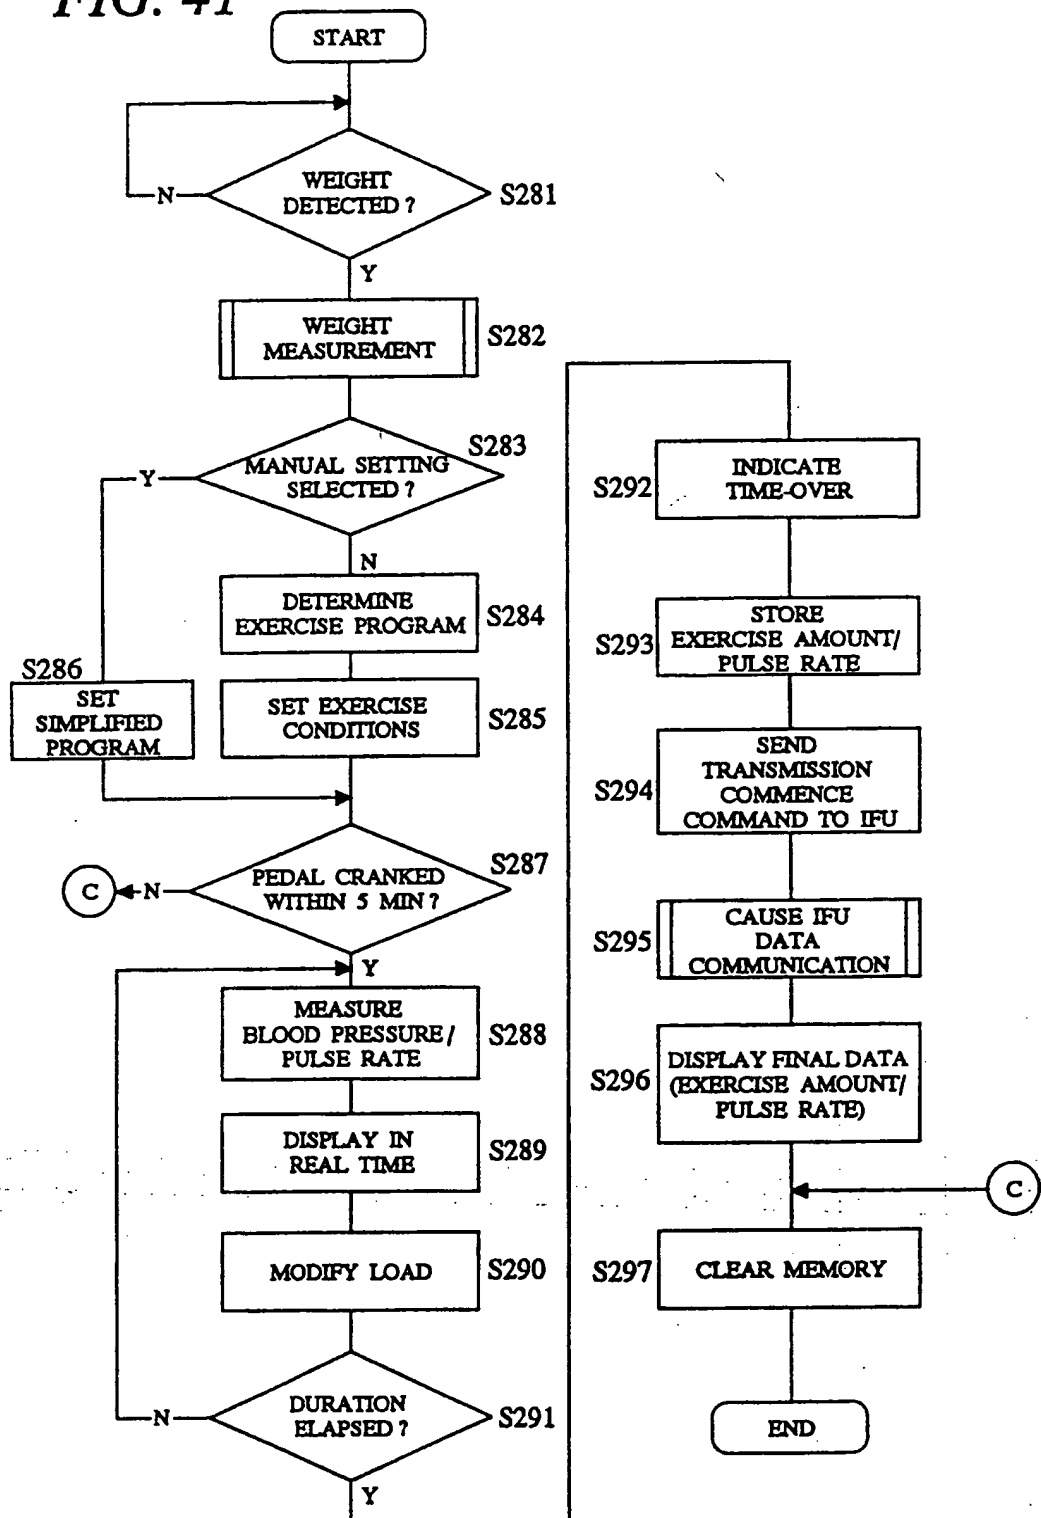 FIG. 41
START
WEIGHT
DETECTED ?
S281
N
Y
WEIGHT
MEASUREMENT
S282
MANUAL SETTING
SELECTED ?
S283
Y
N
DETERMINE
EXERCISE PROGRAM
S284
SET EXERCISE
CONDITIONS
S285
S286
SET
SIMPLIFIED
PROGRAM
PEDAL CRANKED
WITHIN 5 MIN ?
S287
N
C
Y
MEASURE
BLOOD PRESSURE /
PULSE RATE
S288
DISPLAY IN
REAL TIME
S289
MODIFY LOAD
S290
DURATION
ELAPSED ?
S291
N
Y
INDICATE
TIME-OVER
S292
STORE
EXERCISE AMOUNT/
PULSE RATE
S293
SEND
TRANSMISSION
COMMENCE
COMMAND TO IFU
S294
CAUSE IFU
DATA
COMMUNICATION
S295
DISPLAY FINAL DATA
(EXERCISE AMOUNT/
PULSE RATE)
S296
C
CLEAR MEMORY
S297
END